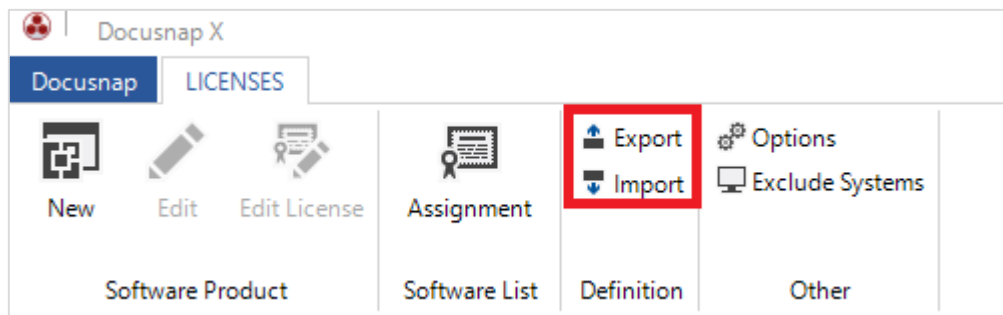 Docusnap X
Docusnap LICENSES
New Edit Edit License Assignment Export Import Options Exclude Systems
Software Product Software List Definition Other